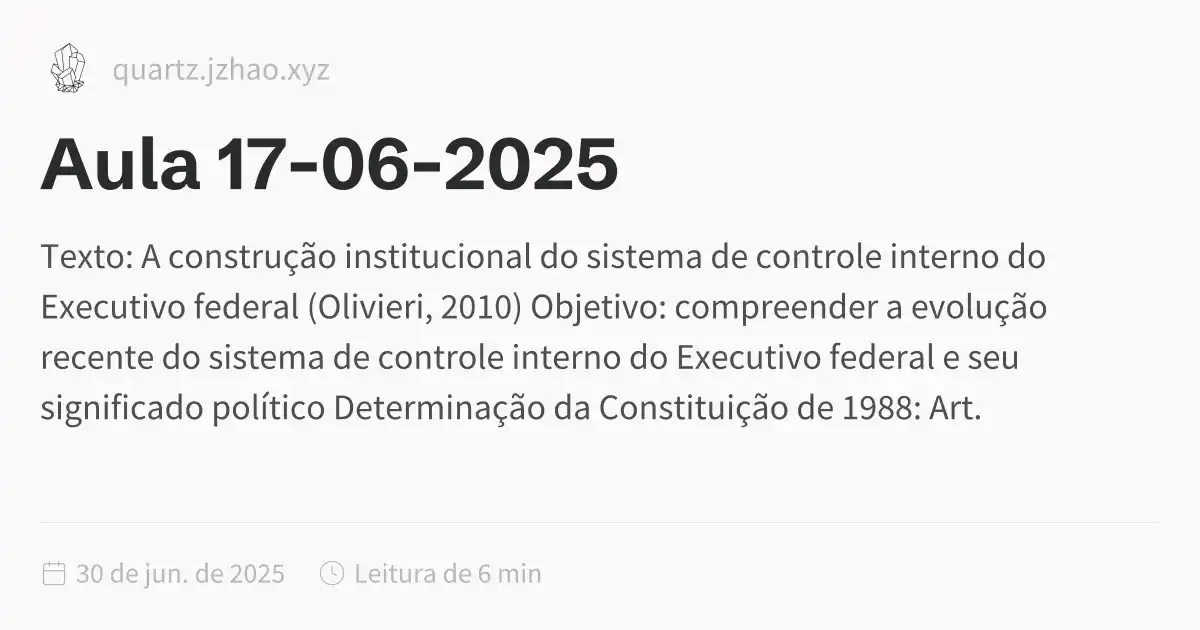 quartz.jzhao.xyz
Aula 17-06-2025
Texto: A construção institucional do sistema de controle interno do
Executivo federal (Olivieri, 2010) Objetivo: compreender a evolução
recente do sistema de controle interno do Executivo federal e seu
significado político Determinação da Constituição de 1988: Art.
30 de jun. de 2025 Leitura de 6 min